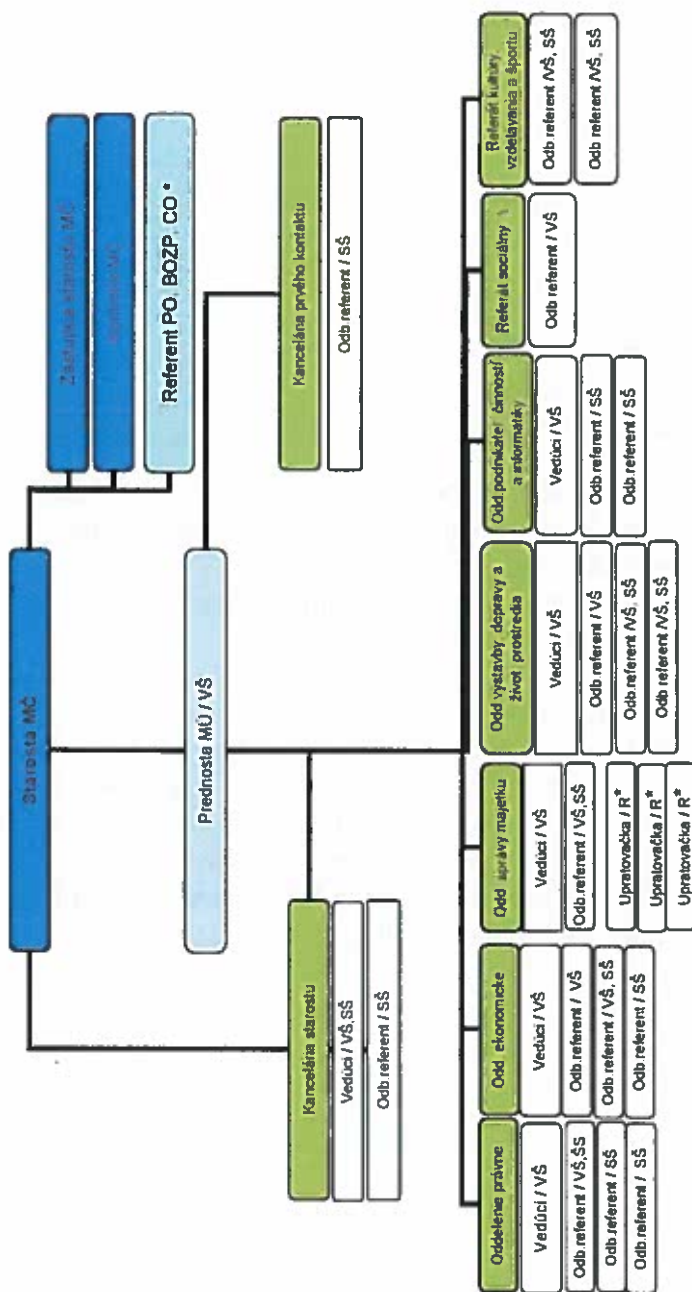 Starosta MČ
Zástupca starostu MČ
Referent PO, BOZP, CO *
Prednosta MÚ / VŠ
Kancelária starostu
Vedúci / VŠ,SŠ
Odb.referent / SŠ
Kancelária prvého kontaktu
Odb referent / SŠ
Oddelenie právne
Vedúci / VŠ
Odb.referent / VŠ,SŠ
Odb.referent / SŠ
Odb.referent / SŠ
Odd ekonomické
Vedúci / VŠ
Odb.referent / VŠ
Odb.referent / VŠ, SŠ
Odb.referent / SŠ
Odd správy majetku
Vedúci / VŠ
Odb.referent / VŠ,SŠ
Upratovačka / R*
Upratovačka / R*
Upratovačka / R*
Odd výstavby dopravy a
život prostredia
Vedúci / VŠ
Odb referent / VŠ
Odb.referent /VŠ, SŠ
Odb referent /VŠ, SŠ
Odd.podnikateľ činností
a informatiky
Vedúci / VŠ
Odb referent / SŠ
Odb.referent / SŠ
Referát sociálny
Odb referent / VŠ
Referát kultúry,
vzdelávania a športu
Odb referent /VŠ, SŠ
Odb referent /VŠ, SŠ